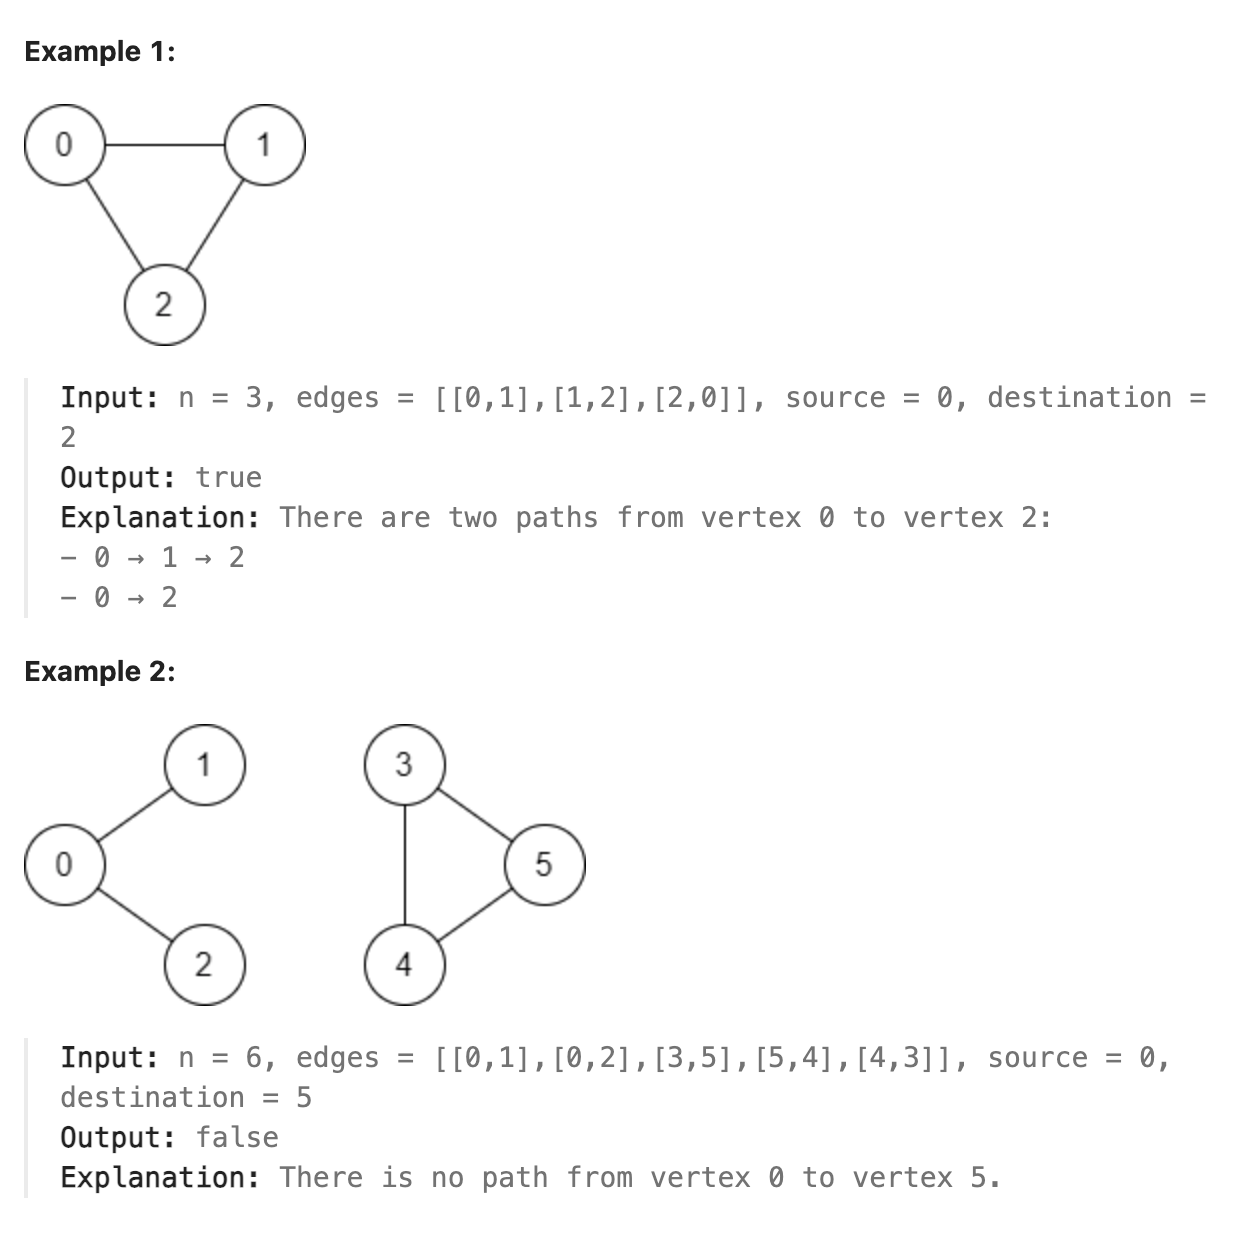 Example 1:
0 1
2
Input: n = 3, edges = [[0,1],[1,2],[2,0]], source = 0, destination =
2
Output: true
Explanation: There are two paths from vertex 0 to vertex 2:
– 0 → 1 → 2
– 0 → 2
Example 2:
1 3
0 5
2 4
Input: n = 6, edges = [[0,1],[0,2],[3,5],[5,4],[4,3]], source = 0,
destination = 5
Output: false
Explanation: There is no path from vertex 0 to vertex 5.